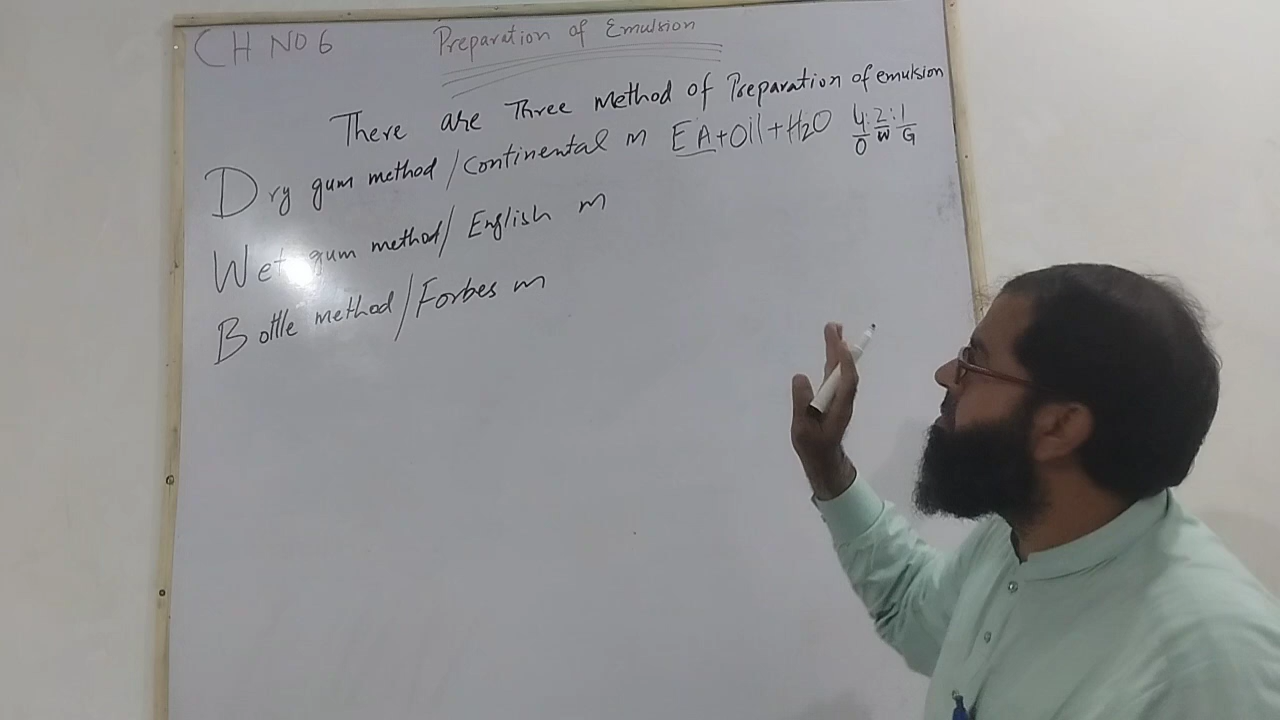 CH NO 6 Preparation of Emulsion
There are Three Method of Preparation of emulsion
Dry gum method / Continental m EA+Oil+H2O 4:2:1
O W G
Wet gum method / English m
Bottle method / Forbes m